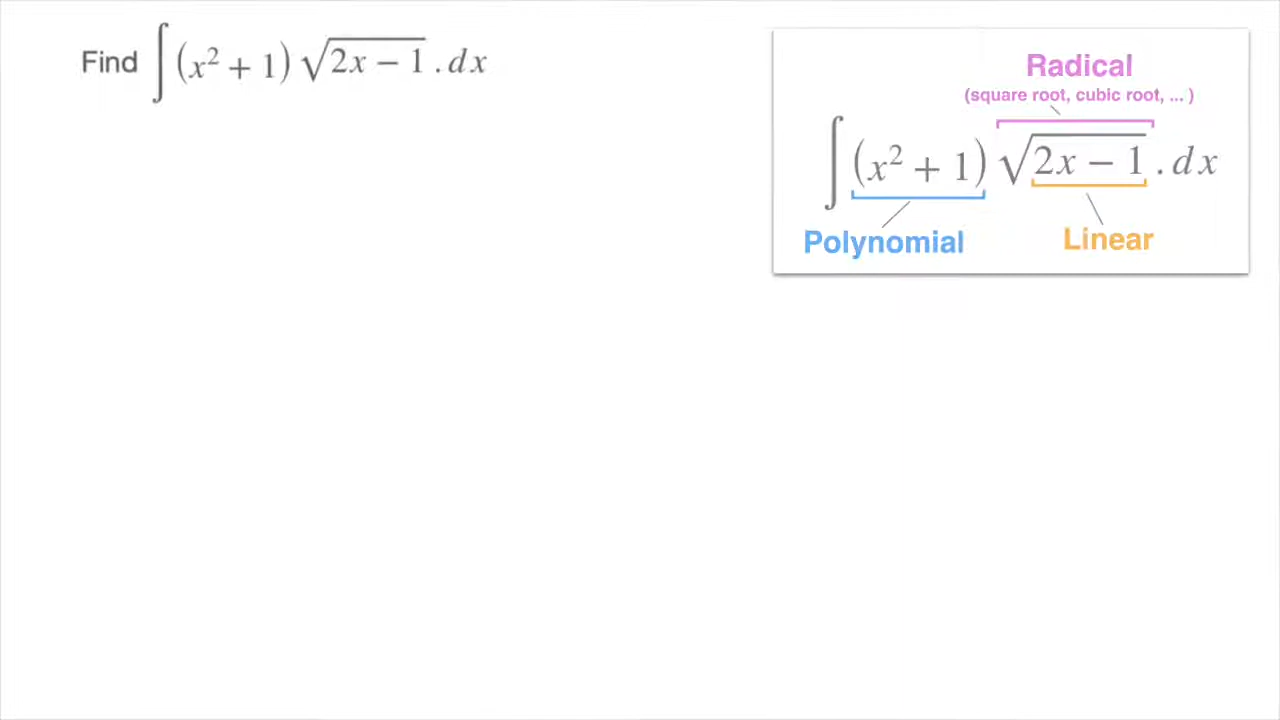 Find ∫ (x² + 1) √(2x − 1) . dx
Radical
(square root, cubic root, ... )
∫ (x² + 1) √(2x − 1) . dx
Polynomial
Linear